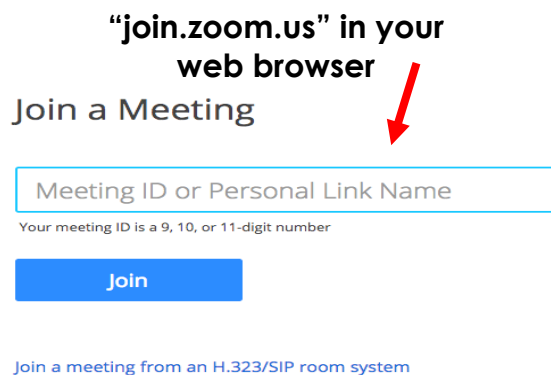 “join.zoom.us” in your
web browser
Join a Meeting
Meeting ID or Personal Link Name
Your meeting ID is a 9, 10, or 11-digit number
Join
Join a meeting from an H.323/SIP room system